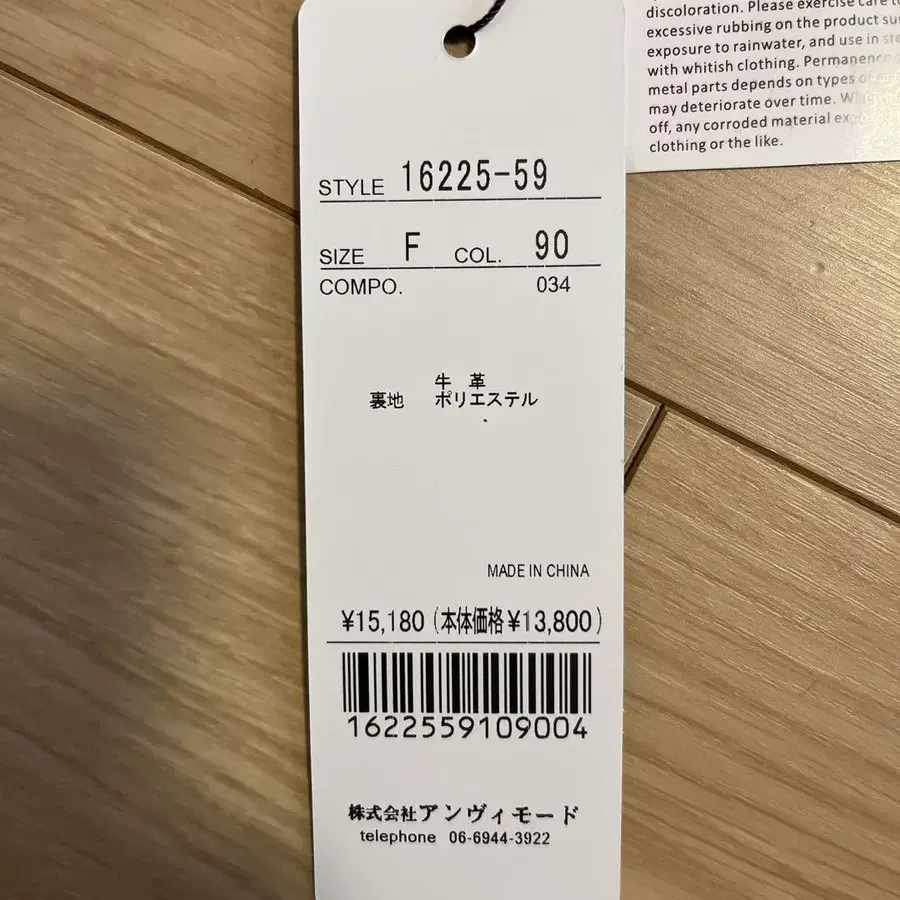 STYLE 16225-59
SIZE F COL. 90
COMPO. 034
牛 革
裏地 ポリエステル
MADE IN CHINA
¥15,180 (本体価格¥13,800)
1622559109004
株式会社アンヴィモード
telephone 06-6944-3922
discoloration. Please exercise care to
excessive rubbing on the product su
exposure to rainwater, and use in
with whitish clothing. Permanence
metal parts depends on types
may deteriorate over time.
off, any corroded material
clothing or the like.